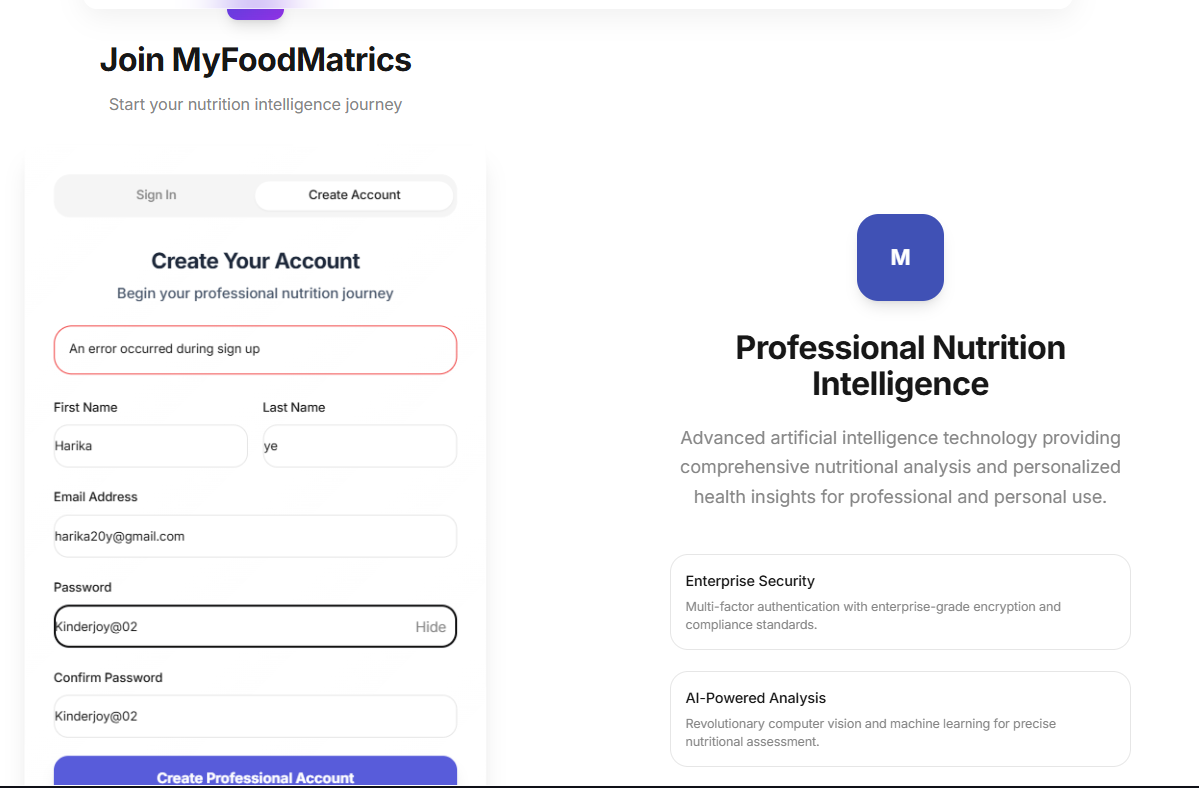 Join MyFoodMatrics
Start your nutrition intelligence journey
Sign In
Create Account
Create Your Account
Begin your professional nutrition journey
An error occurred during sign up
First Name
Last Name
Harika
ye
Email Address
harika20y@gmail.com
Password
Kinderjoy@02
Hide
Confirm Password
Kinderjoy@02
Create Professional Account
M
Professional Nutrition
Intelligence
Advanced artificial intelligence technology providing
comprehensive nutritional analysis and personalized
health insights for professional and personal use.
Enterprise Security
Multi-factor authentication with enterprise-grade encryption and
compliance standards.
AI-Powered Analysis
Revolutionary computer vision and machine learning for precise
nutritional assessment.